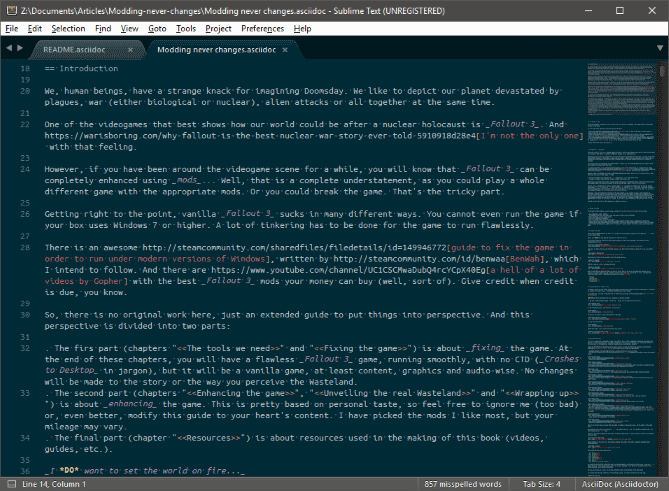 Z:\Documents\Articles\Modding-never-changes\Modding never changes.asciidoc - Sublime Text (UNREGISTERED)
File Edit Selection Find View Goto Tools Project Preferences Help
README.asciidoc × Modding never changes.asciidoc ×
18 == Introduction
19
20 We, human beings, have a strange knack for imagining Doomsday. We like to depict our planet devastated by
plagues, war (either biological or nuclear), alien attacks or all together at the same time.
21
22 One of the videogames that best shows how our world could be after a nuclear holocaust is _Fallout 3_. And
https://warisboring.com/why-fallout-is-the-best-nuclear-war-story-ever-told-5910918d28e4[I'm not the only one]
with that feeling.
23
24 However, if you have been around the videogame scene for a while, you will know that _Fallout 3_ can be
completely enhanced using _mods_... Well, that is a complete understatement, as you could play a whole
different game with the appropriate mods. Or you could break the game. That's the tricky part.
25
26 Getting right to the point, vanilla _Fallout 3_ sucks in many different ways. You cannot even run the game if
your box uses Windows 7 or higher. A lot of tinkering has to be done for the game to run flawlessly.
27
28 There is an awesome http://steamcommunity.com/sharedfiles/filedetails/id=149946772[guide to fix the game in
order to run under modern versions of Windows], written by http://steamcommunity.com/id/benwaa[BenWah], which
I intend to follow. And there are https://www.youtube.com/channel/UC1CSCMwaDubQ4rcYCpX40Eg[a hell of a lot of
videos by Gopher] with the best _Fallout 3_ mods your money can buy (well, sort of). Give credit when credit
is due, you know.
29
30 So, there is no original work here, just an extended guide to put things into perspective. And this
perspective is divided into two parts:
31
32 . The firs part (chapter "<<The tools we need>>" and "<<Fixing the game>>") is about _fixing_ the game. At
the end of these chapters, you will have a flawless _Fallout 3_ game, running smoothly, with no CTD (_Crashes
to Desktop_ in jargon), but it will be a vanilla game, at least content, graphics and audio-wise. No changes
will be made to the story or the way you perceive the Wasteland.
33 . The second part (chapters "<<Enhancing the game>>", "<<Unveiling the real Wasteland>>" and "<<Wrapping up>>
") is about _enhancing_ the game. This is pretty based on personal taste, so feel free to ignore me (too bad)
or, even better, modify this guide to your heart's content. I have picked the mods I like most, but your
mileage may vary.
34 . The final part (chapter "<<Resources>>") is about resources used in the making of this book (videos,
guides, etc.).
35
36 _I *DO* want to set the world on fire..._
Line 14, Column 1 857 misspelled words Tab Size: 4 AsciiDoc (Asciidoctor)